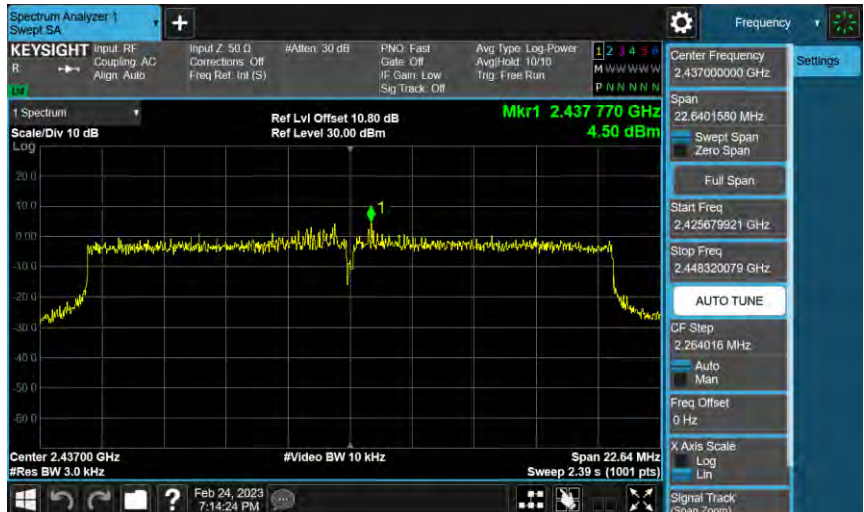 Spectrum Analyzer 1
Swept SA
Frequency
KEYSIGHT
R
Input: RF
Coupling: AC
Align: Auto
Input Z: 50 Ω
Corrections: Off
Freq Ref: Int (S)
#Atten: 30 dB
PNO: Fast
Gate: Off
IF Gain: Low
Sig Track: Off
Avg Type: Log-Power
Avg|Hold: 10/10
Trig: Free Run
1 2 3 4 5 6
M W W W W W
P N N N N N
1 Spectrum
Scale/Div 10 dB
Ref Lvl Offset 10.80 dB
Ref Level 30.00 dBm
Mkr1 2.437 770 GHz
4.50 dBm
Log
20.0
10.0
0.00
-10.0
-20.0
-30.0
-40.0
-50.0
-60.0
1
Center 2.43700 GHz
#Res BW 3.0 kHz
#Video BW 10 kHz
Span 22.64 MHz
Sweep 2.39 s (1001 pts)
Feb 24, 2023
7:14:24 PM
Settings
Center Frequency
2.437000000 GHz
Span
22.6401580 MHz
Swept Span
Zero Span
Full Span
Start Freq
2.425679921 GHz
Stop Freq
2.448320079 GHz
AUTO TUNE
CF Step
2.264016 MHz
Auto
Man
Freq Offset
0 Hz
X Axis Scale
Log
Lin
Signal Track
(Span Zoom)